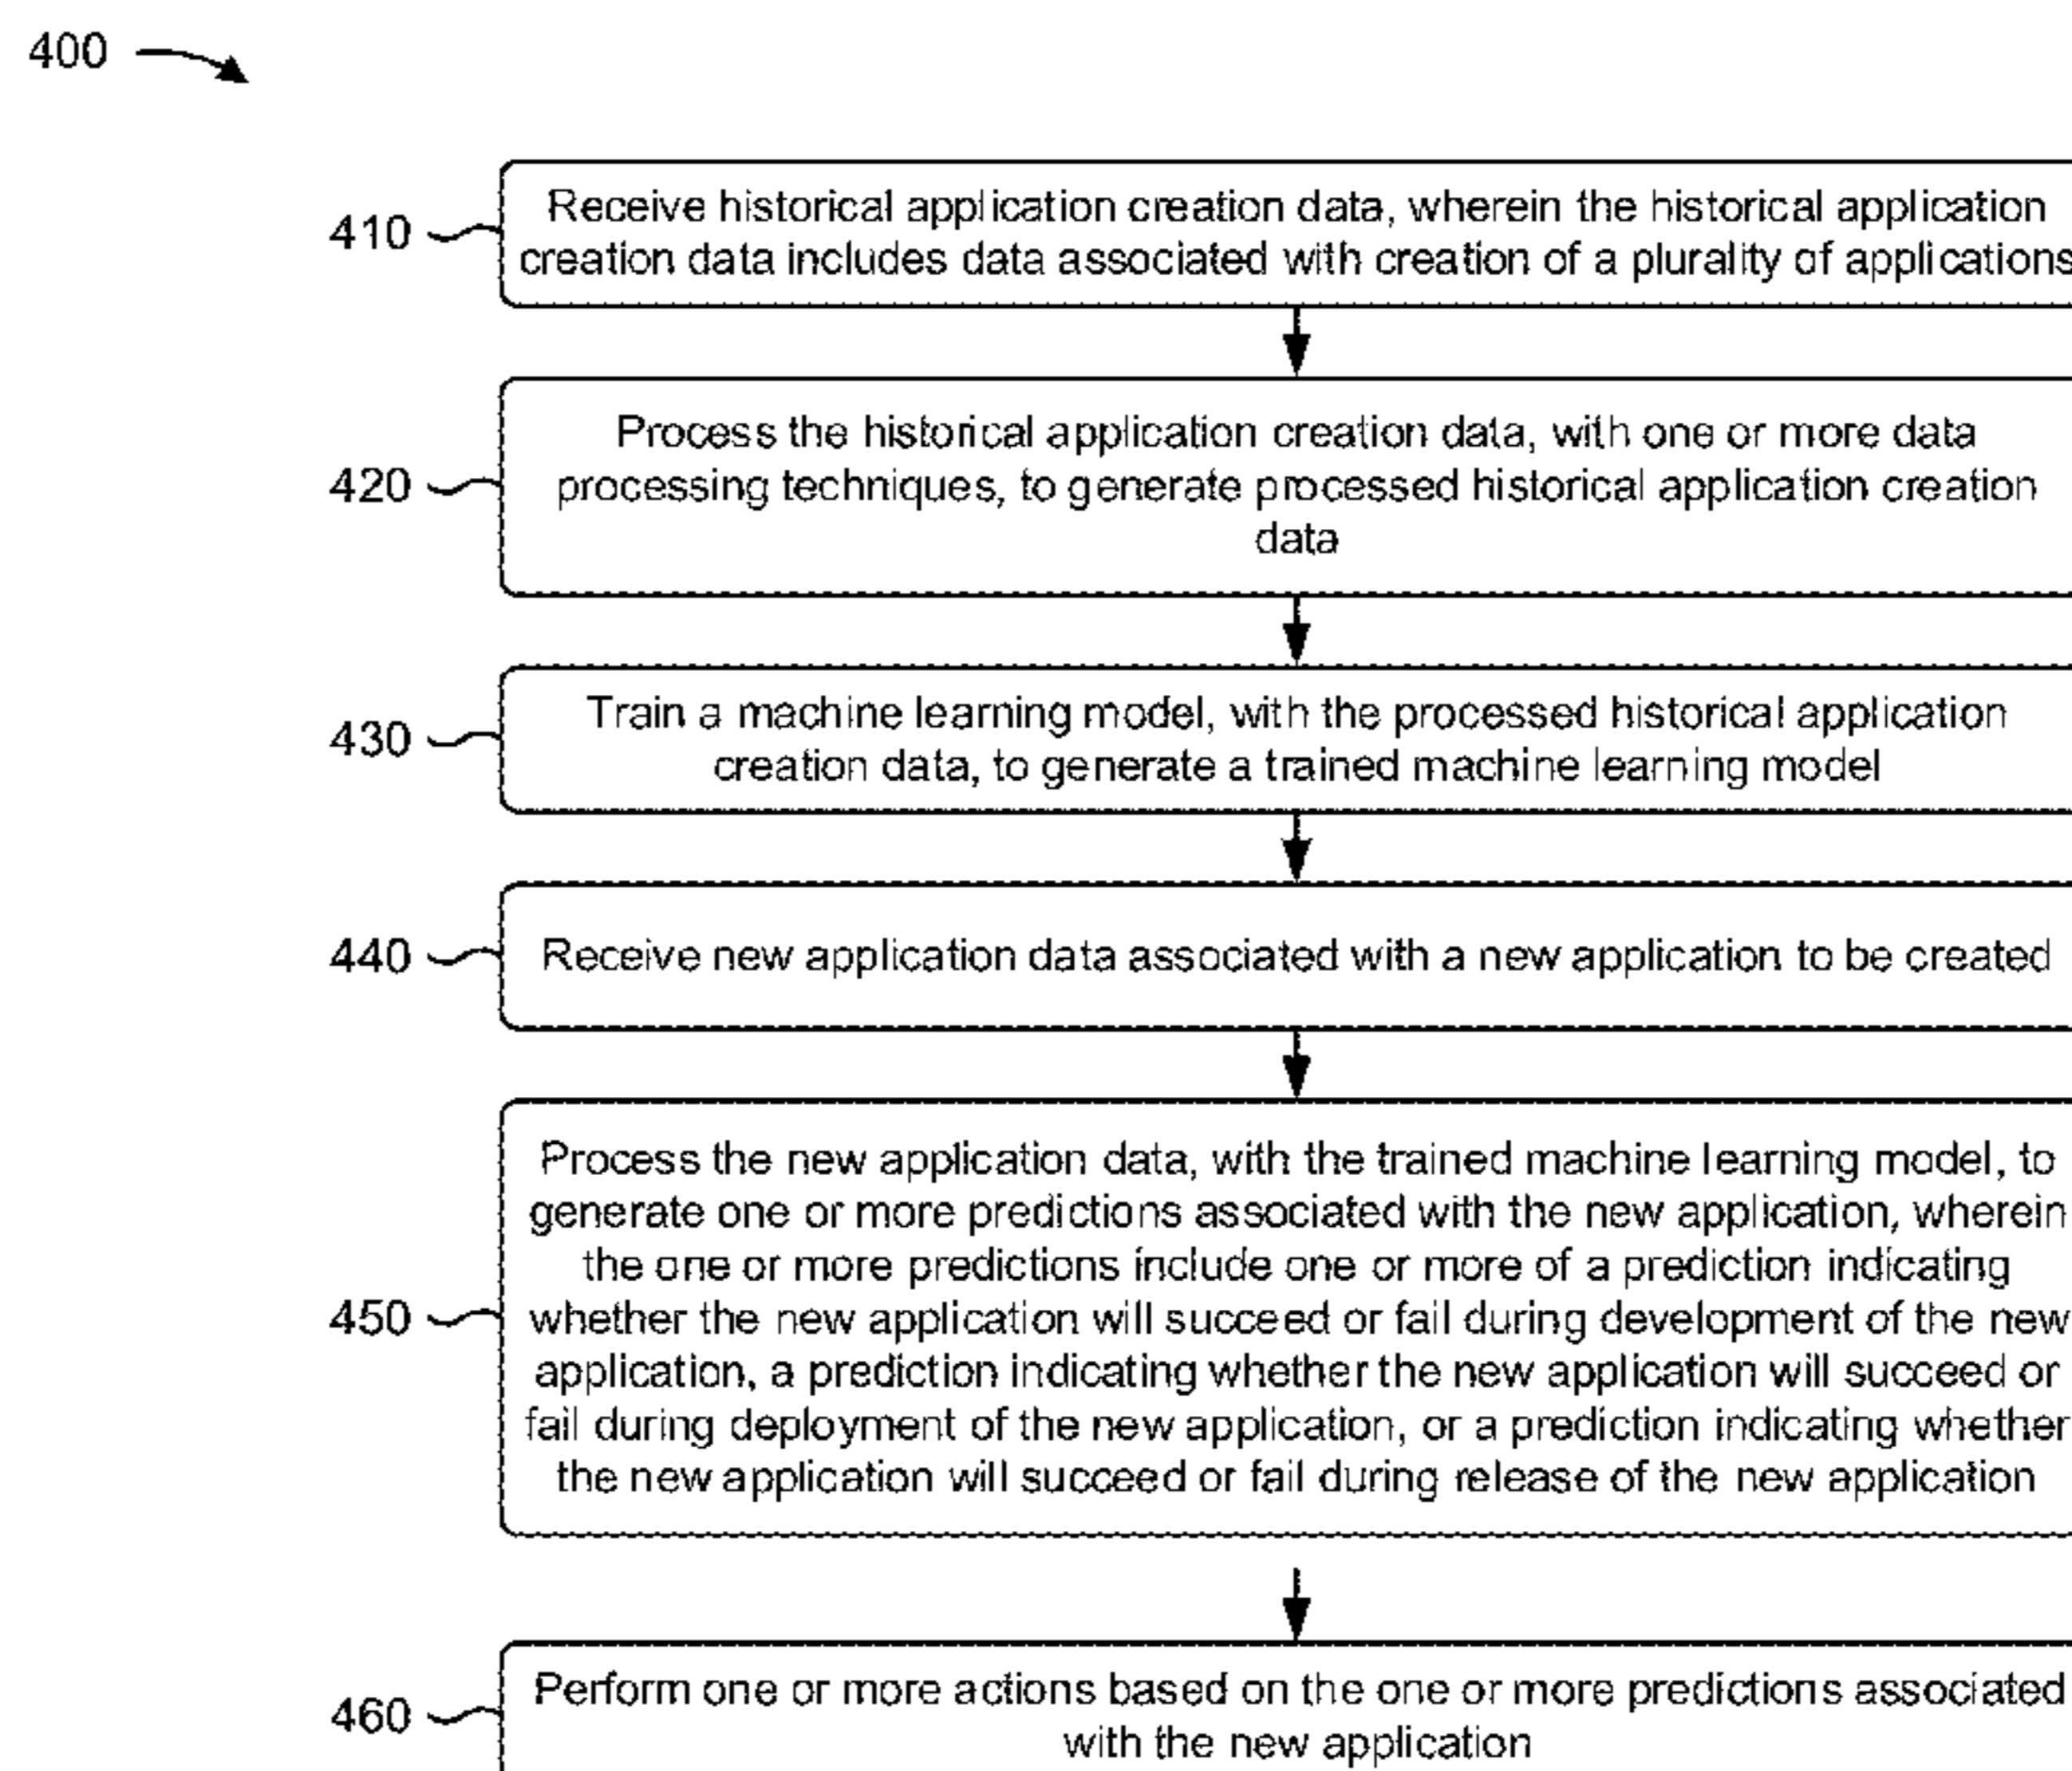 400
410
Receive historical application creation data, wherein the historical application
creation data includes data associated with creation of a plurality of applications
420
Process the historical application creation data, with one or more data
processing techniques, to generate processed historical application creation
data
430
Train a machine learning model, with the processed historical application
creation data, to generate a trained machine learning model
440
Receive new application data associated with a new application to be created
450
Process the new application data, with the trained machine learning model, to
generate one or more predictions associated with the new application, wherein
the one or more predictions include one or more of a prediction indicating
whether the new application will succeed or fail during development of the new
application, a prediction indicating whether the new application will succeed or
fail during deployment of the new application, or a prediction indicating whether
the new application will succeed or fail during release of the new application
460
Perform one or more actions based on the one or more predictions associated
with the new application